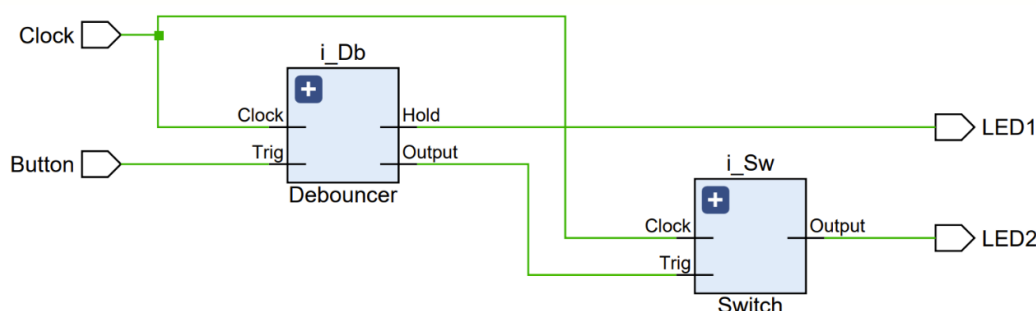 Clock
i_Db
Clock
Hold
LED1
Button
Trig
Output
Debouncer
i_Sw
Clock
Output
LED2
Trig
Switch